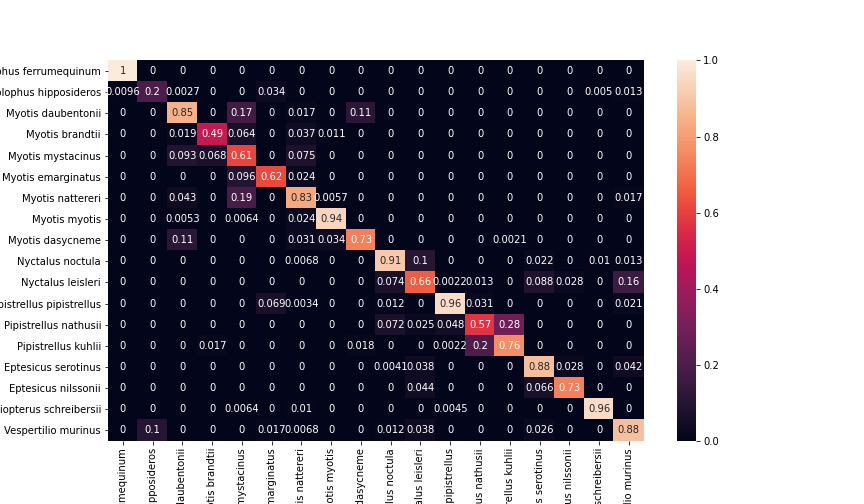 phus ferrumequinum 1 0 0 0 0 0 0 0 0 0 0 0 0 0 0 0 0 0
olophus hipposideros 0.0096 0.2 0.0027 0 0 0.034 0 0 0 0 0 0 0 0 0 0 0.005 0.013
Myotis daubentonii 0 0 0.85 0 0.17 0 0.017 0 0.11 0 0 0 0 0 0 0 0 0
Myotis brandtii 0 0 0.019 0.49 0.064 0 0.037 0.011 0 0 0 0 0 0 0 0 0 0
Myotis mystacinus 0 0 0.093 0.068 0.61 0 0.075 0 0 0 0 0 0 0 0 0 0 0
Myotis emarginatus 0 0 0 0 0.096 0.62 0.024 0 0 0 0 0 0 0 0 0 0 0
Myotis nattereri 0 0 0.043 0 0.19 0 0.83 0.0057 0 0 0 0 0 0 0 0 0 0.017
Myotis myotis 0 0 0.0053 0 0.0064 0 0.024 0.94 0 0 0 0 0 0 0 0 0 0
Myotis dasycneme 0 0 0.11 0 0 0 0.031 0.034 0.73 0 0 0 0 0.0021 0 0 0 0
Nyctalus noctula 0 0 0 0 0 0 0.0068 0 0 0.91 0.1 0 0 0 0.022 0 0.01 0.013
Nyctalus leisleri 0 0 0 0 0 0 0 0 0 0.074 0.66 0.0022 0.013 0 0.088 0.028 0 0.16
pistrellus pipistrellus 0 0 0 0 0 0.069 0.0034 0 0 0.012 0 0.96 0.031 0 0 0 0 0.021
Pipistrellus nathusii 0 0 0 0 0 0 0 0 0 0.072 0.025 0.048 0.57 0.28 0 0 0 0
Pipistrellus kuhlii 0 0 0 0.017 0 0 0 0 0.018 0 0 0.0022 0.2 0.76 0 0 0 0
Eptesicus serotinus 0 0 0 0 0 0 0 0 0 0.0041 0.038 0 0 0 0.88 0.028 0 0.042
Eptesicus nilssonii 0 0 0 0 0 0 0 0 0 0 0.044 0 0 0 0.066 0.73 0 0
iopterus schreibersii 0 0 0 0 0.0064 0 0.01 0 0 0 0 0.0045 0 0 0 0 0.96 0
Vespertilio murinus 0 0.1 0 0 0 0.017 0.0068 0 0 0.012 0.038 0 0 0 0.026 0 0 0.88
mequinum
pposideros
daubentonii
tis brandtii
mystacinus
marginatus
is nattereri
otis myotis
dasycneme
lus noctula
alus leisleri
pipistrellus
us nathusii
rellus kuhlii
s serotinus
us nilssonii
schreibersii
lio murinus
1.0
0.8
0.6
0.4
0.2
0.0